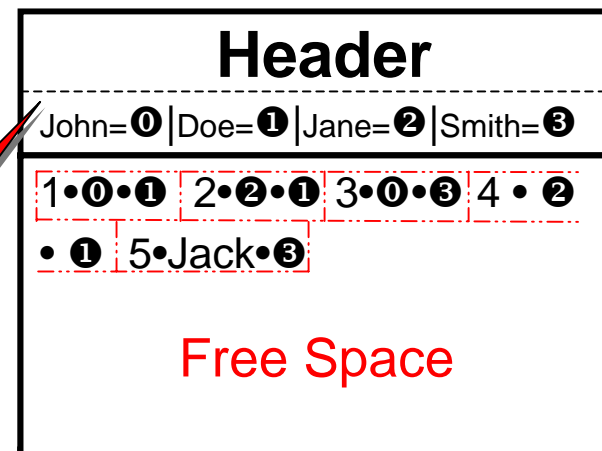 Header
John=⓿|Doe=❶|Jane=❷|Smith=❸
1•⓿•❶ 2•❷•❶ 3•⓿•❸ 4 • ❷
• ❶ 5•Jack•❸
Free Space